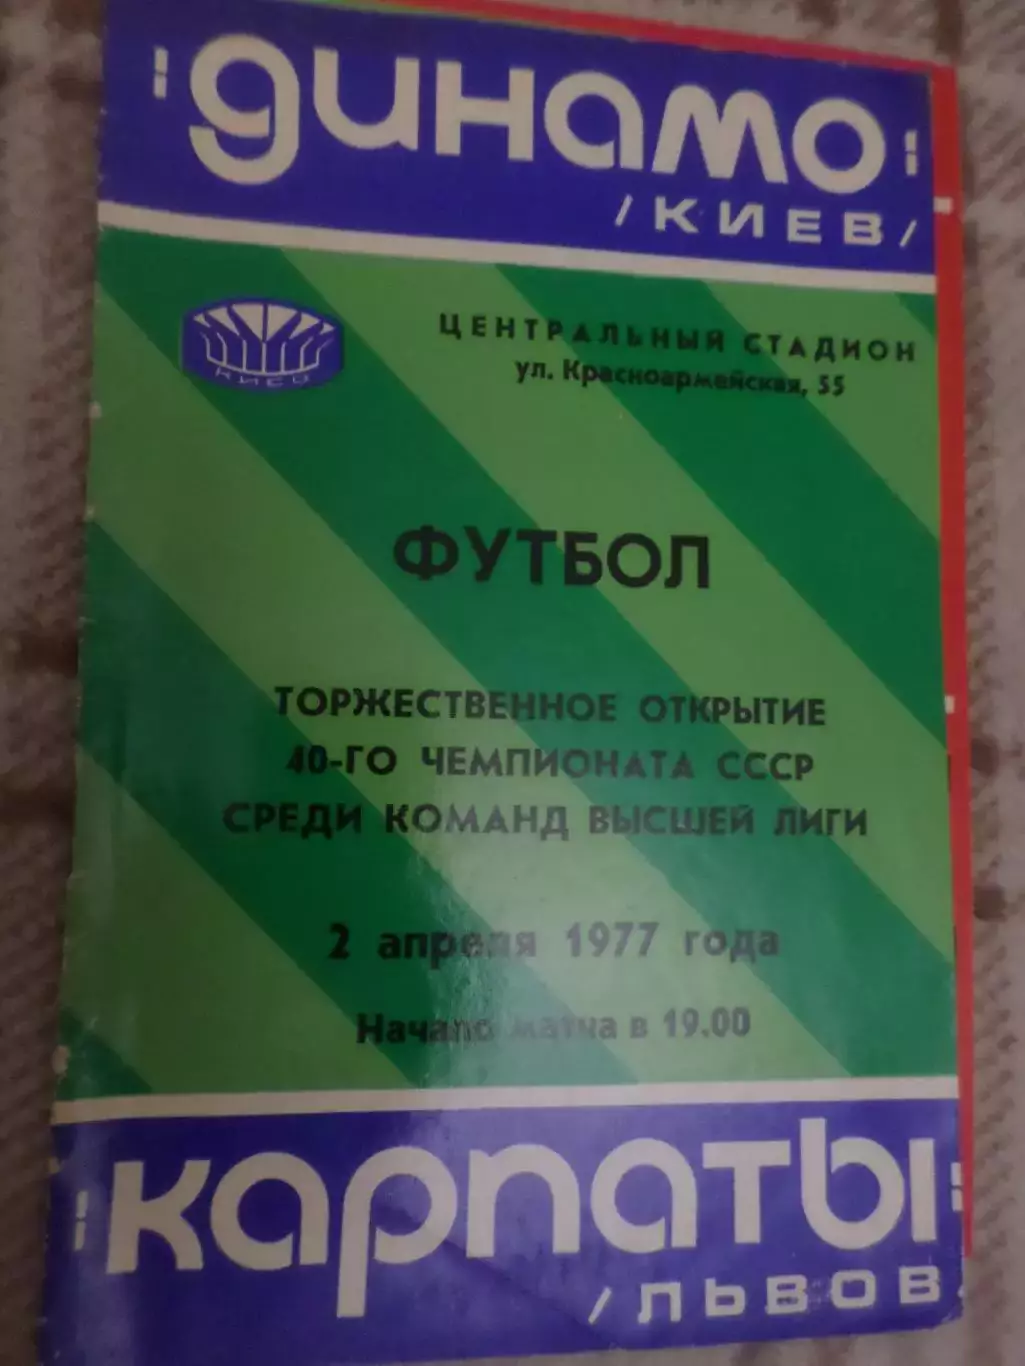 "динамо"
/КИЕВ/
КИЕВ
ЦЕНТРАЛЬНЫЙ СТАДИОН
ул. Красноармейская, 55
ФУТБОЛ
ТОРЖЕСТВЕННОЕ ОТКРЫТИЕ
40-ГО ЧЕМПИОНАТА СССР
СРЕДИ КОМАНД ВЫСШЕЙ ЛИГИ
2 апреля 1977 года
Начало матча в 19.00
"карпаты"
/ЛЬВОВ/